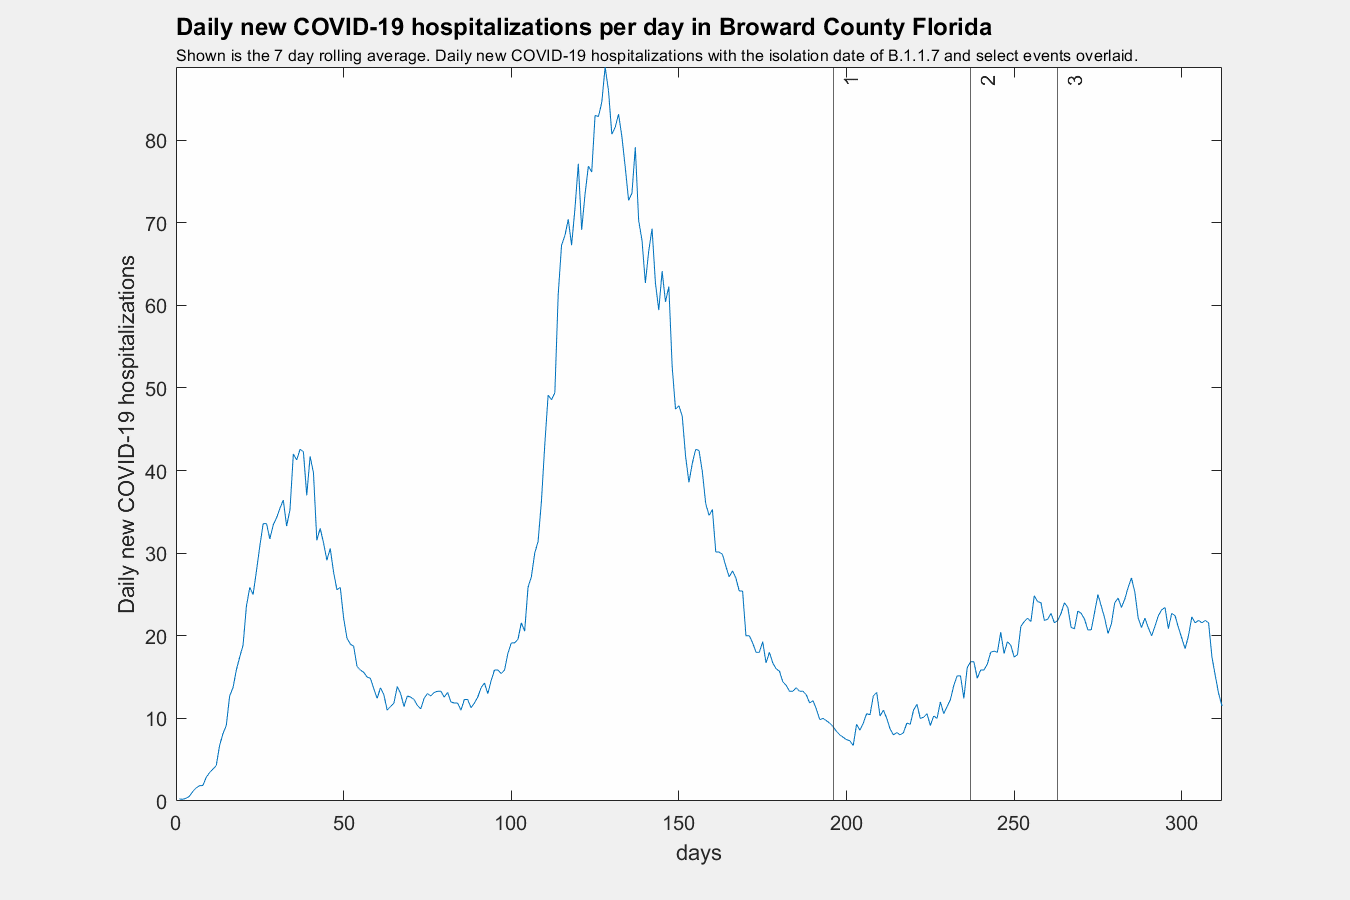 Daily new COVID-19 hospitalizations per day in Broward County Florida
Shown is the 7 day rolling average. Daily new COVID-19 hospitalizations with the isolation date of B.1.1.7 and select events overlaid.
1
2
3
80
70
60
50
40
30
20
10
0
Daily new COVID-19 hospitalizations
0 50 100 150 200 250 300
days